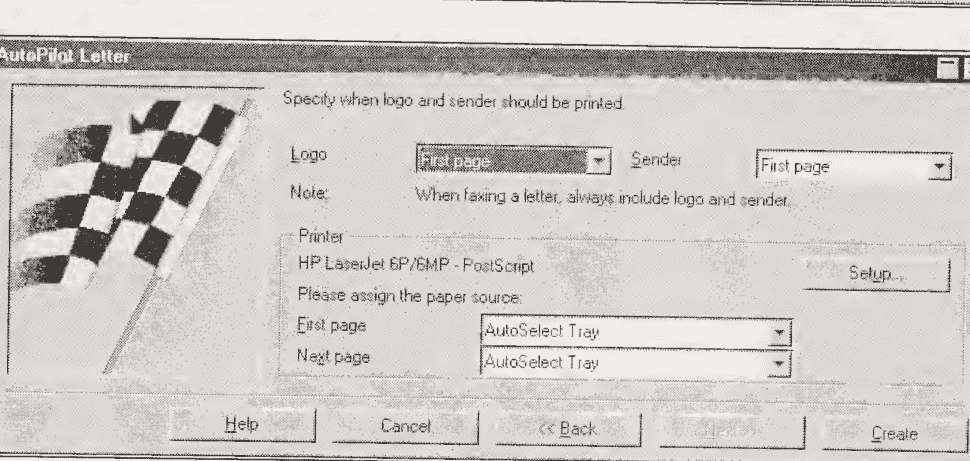 AutoPilot Letter
Specify when logo and sender should be printed.
Logo First page Sender First page
Note: When faxing a letter, always include logo and sender.
Printer
HP LaserJet 6P/6MP - PostScript Setup...
Please assign the paper source:
First page AutoSelect Tray
Next page AutoSelect Tray
Help Cancel << Back Create